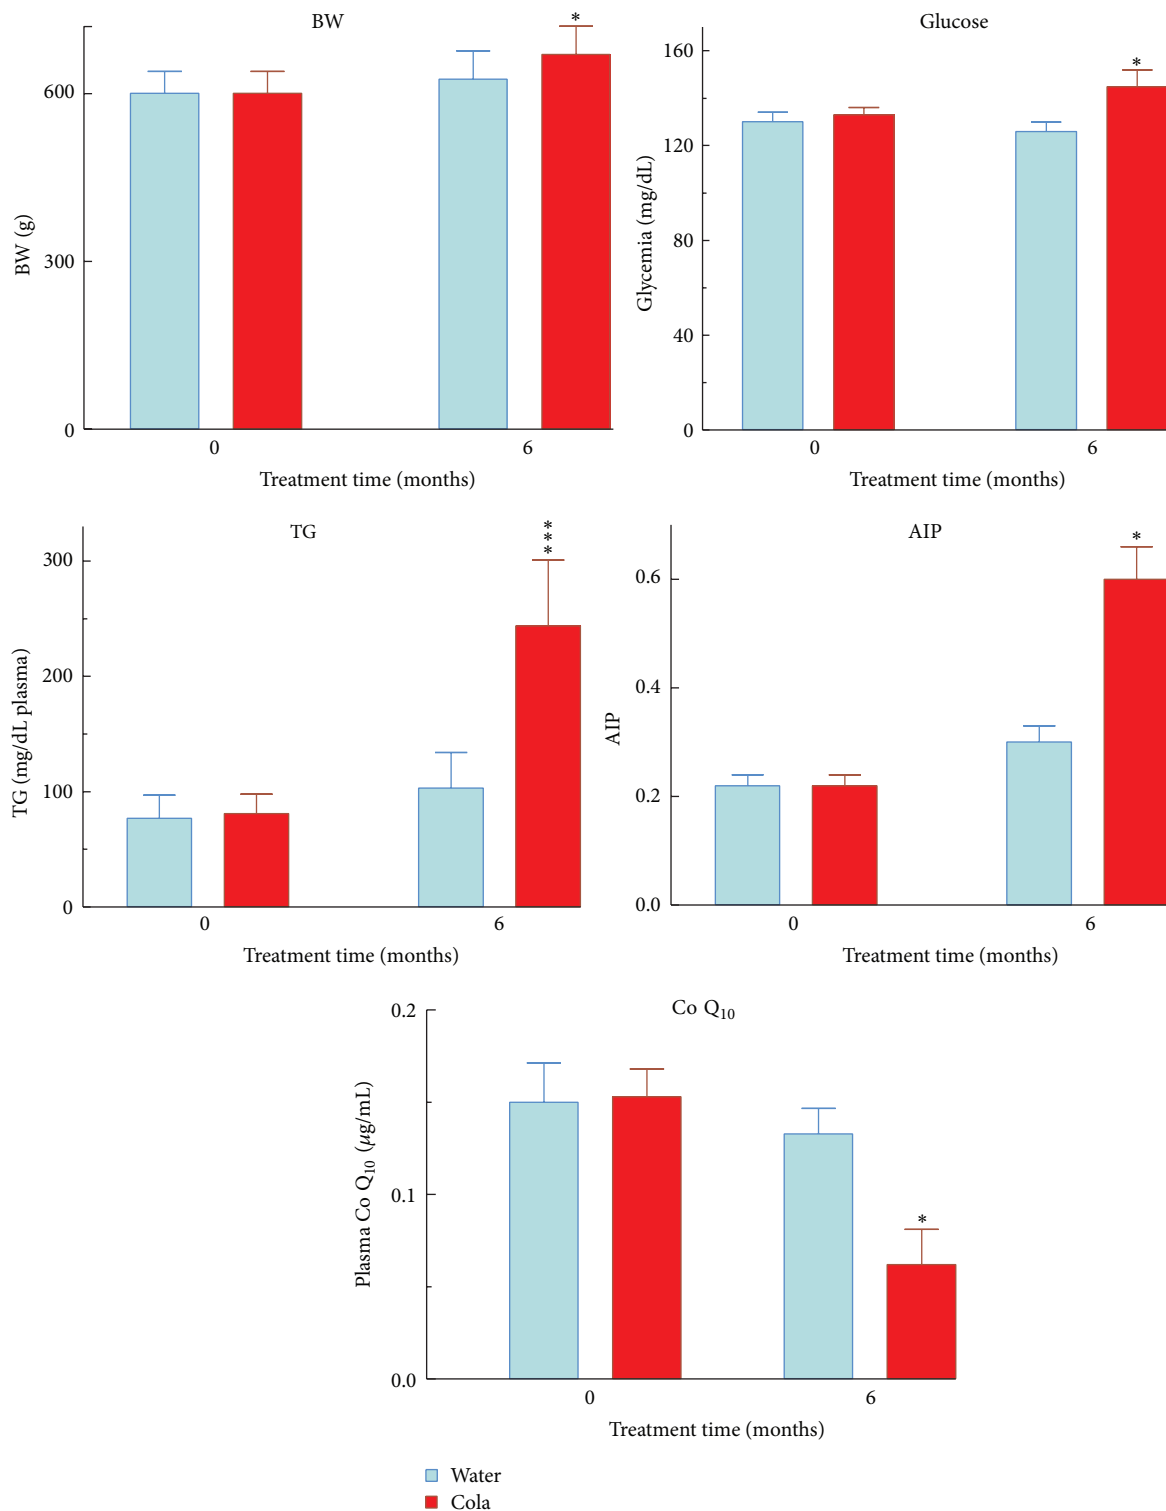 BW
*
600
300
0
BW (g)
0
6
Treatment time (months)
Glucose
*
160
120
80
40
0
Glycemia (mg/dL)
0
6
Treatment time (months)
TG
***
300
200
100
0
TG (mg/dL plasma)
0
6
Treatment time (months)
AIP
*
0.6
0.4
0.2
0.0
AIP
0
6
Treatment time (months)
Co Q₁₀
*
0.2
0.1
0.0
Plasma Co Q₁₀ (μg/mL)
0
6
Treatment time (months)
Water
Cola